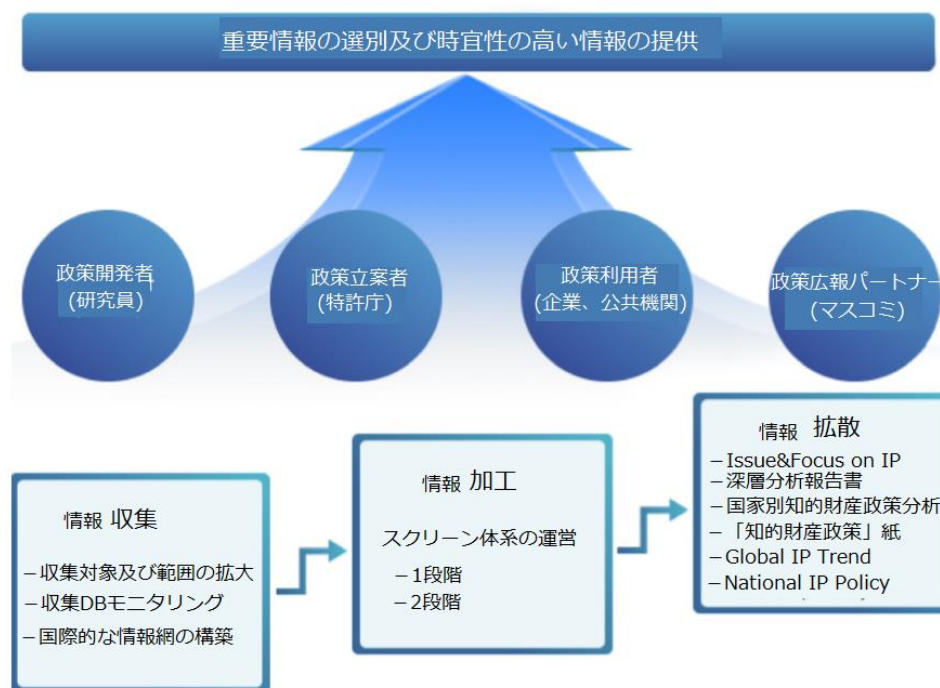 重要情報の選別及び時宜性の高い情報の提供
政策開発者
(研究員)
政策立案者
(特許庁)
政策利用者
(企業、公共機関)
政策広報パートナー
(マスコミ)
情報 収集
－収集対象及び範囲の拡大
－収集DBモニタリング
－国際的な情報網の構築
情報 加工
スクリーン体系の運営
－1段階
－2段階
情報 拡散
－Issue&Focus on IP
－深層分析報告書
－国家別知的財産政策分析
－「知的財産政策」紙
－Global IP Trend
－National IP Policy